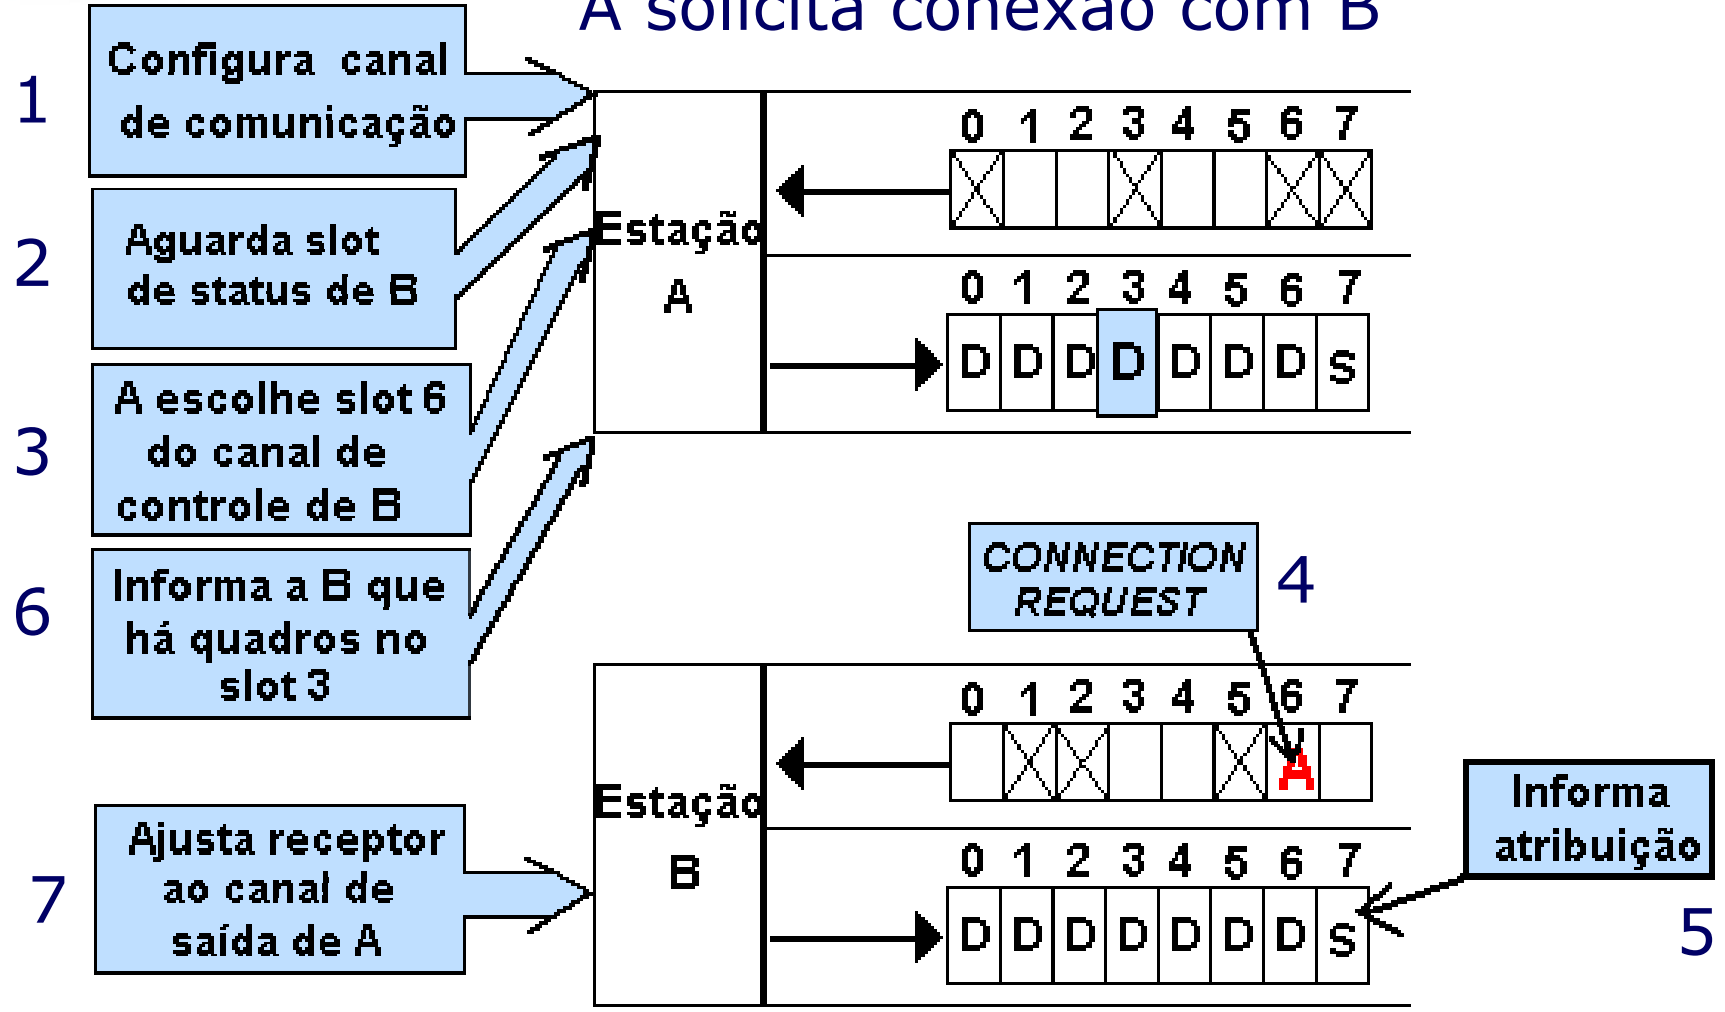 A solicita conexão com B
1
Configura canal
de comunicação
2
Aguarda slot
de status de B
3
A escolhe slot 6
do canal de
controle de B
6
Informa a B que
há quadros no
slot 3
7
Ajusta receptor
ao canal de
saída de A
Estação
A
0 1 2 3 4 5 6 7
0 1 2 3 4 5 6 7
D D D D D D D S
CONNECTION
REQUEST
4
Estação
B
0 1 2 3 4 5 6 7
A
0 1 2 3 4 5 6 7
D D D D D D D S
Informa
atribuição
5